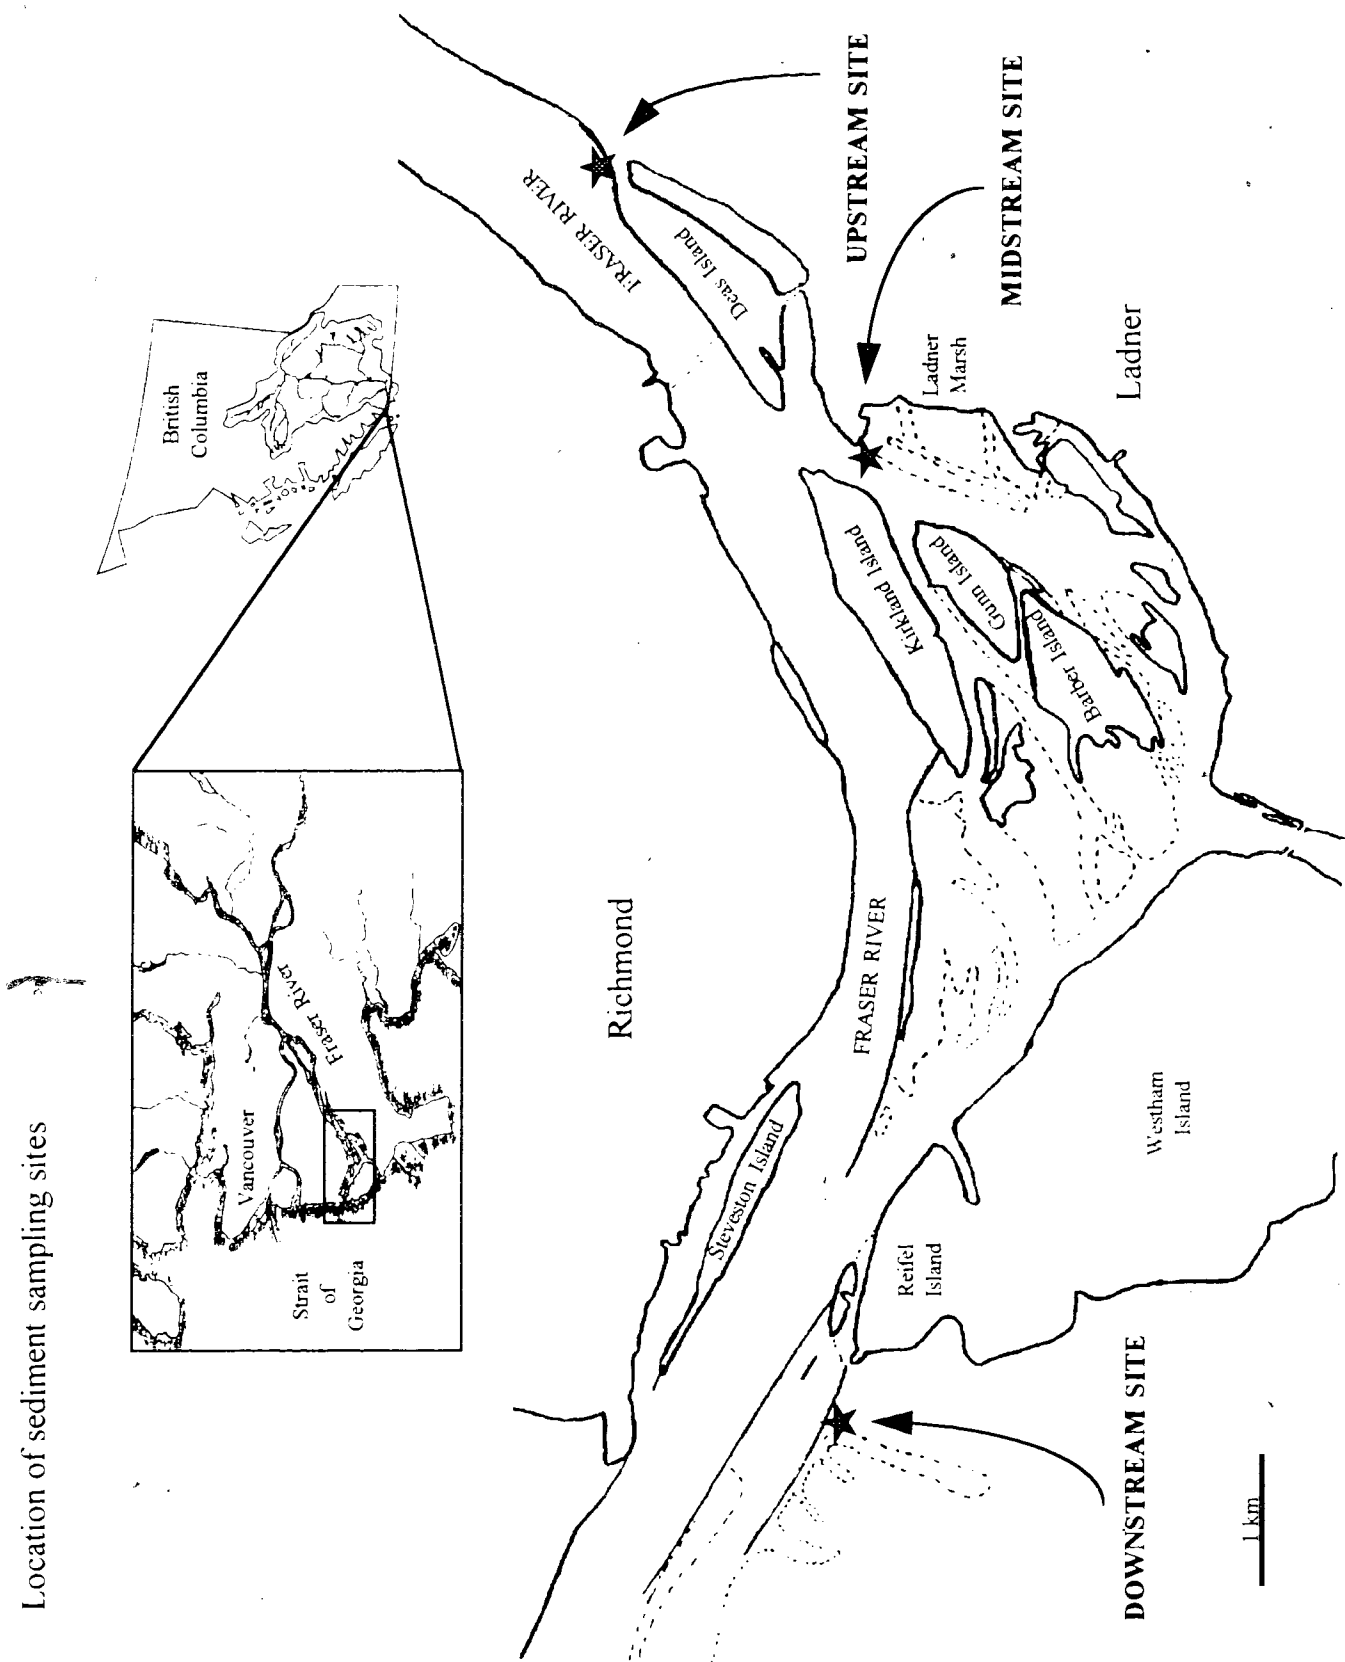 Location of sediment sampling sites
British
Columbia
Vancouver
Fraser River
Strait
of
Georgia
FRASER RIVER
Deas Island
UPSTREAM SITE
MIDSTREAM SITE
Ladner
Marsh
Ladner
Kirkland Island
Gunn Island
Barber Island
Richmond
FRASER RIVER
Steveston Island
Westham
Island
Reifel
Island
DOWNSTREAM SITE
1 km